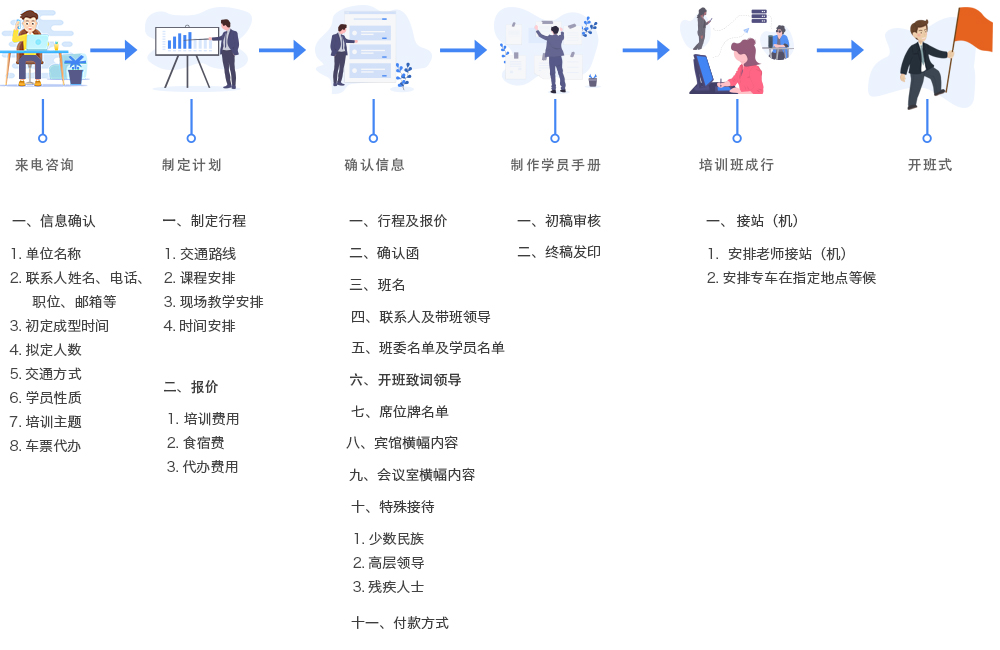 来电咨询
制定计划
确认信息
制作学员手册
培训班成行
开班式
一、信息确认
1. 单位名称
2. 联系人姓名、电话、
职位、邮箱等
3. 初定成型时间
4. 拟定人数
5. 交通方式
6. 学员性质
7. 培训主题
8. 车票代办
一、制定行程
1. 交通路线
2. 课程安排
3. 现场教学安排
4. 时间安排
二、报价
1. 培训费用
2. 食宿费
3. 代办费用
一、行程及报价
二、确认函
三、班名
四、联系人及带班领导
五、班委名单及学员名单
六、开班致词领导
七、席位牌名单
八、宾馆横幅内容
九、会议室横幅内容
十、特殊接待
1. 少数民族
2. 高层领导
3. 残疾人士
十一、付款方式
一、初稿审核
二、终稿发印
一、接站（机）
1. 安排老师接站（机）
2. 安排专车在指定地点等候